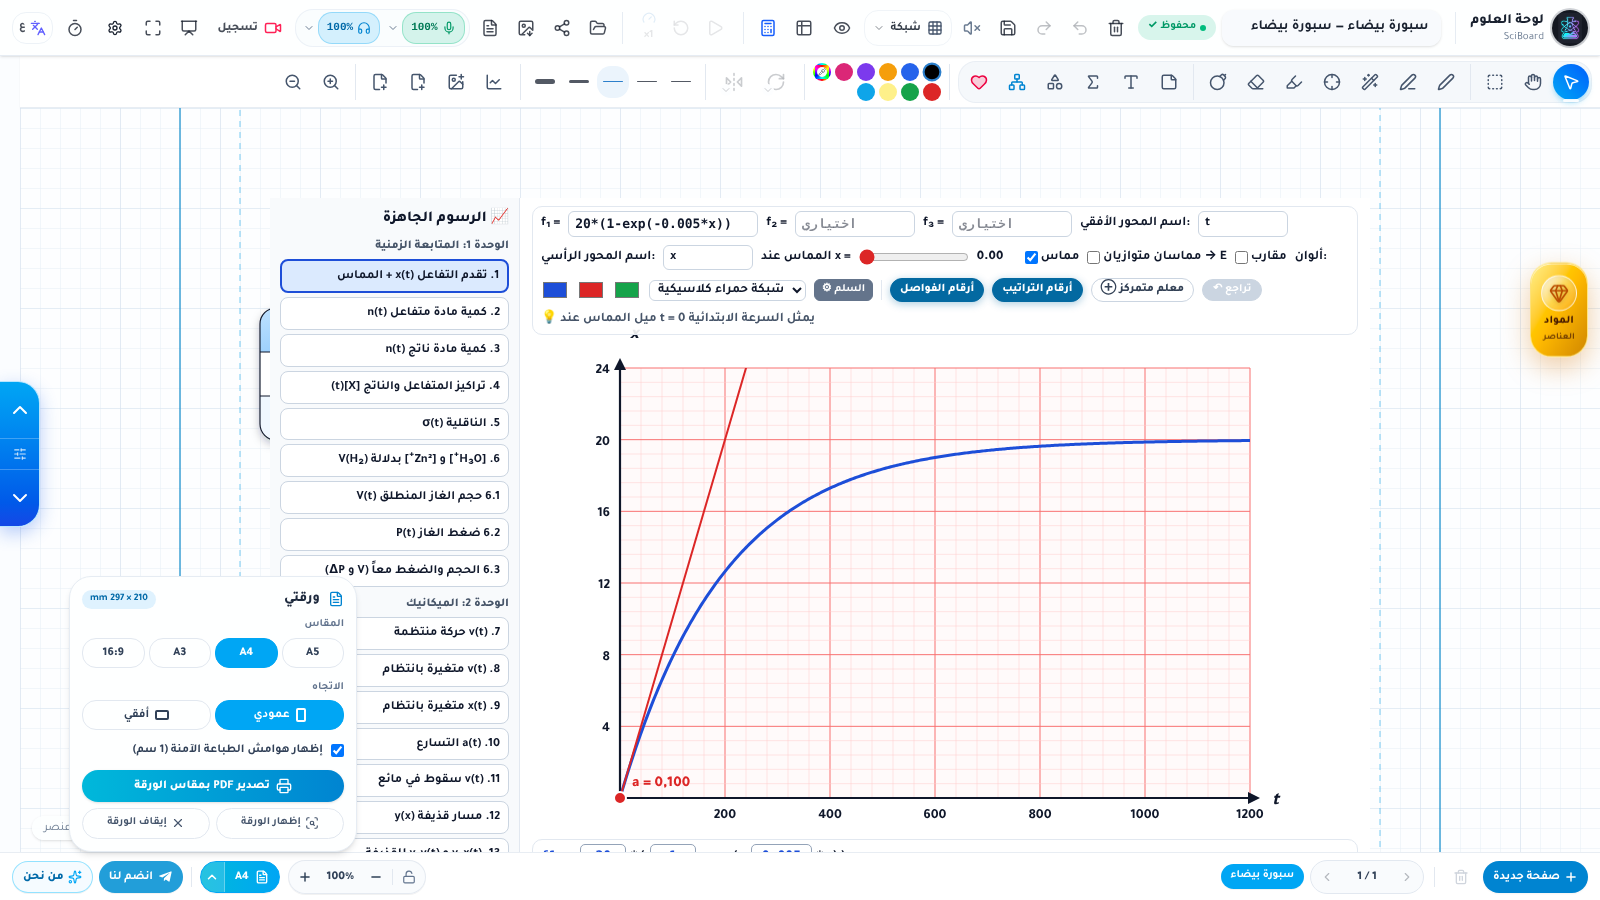 لوحة العلوم
SciBoard
سبورة بيضاء – سبورة بيضاء
محفوظ ✓
شبكة
x1
100%
100%
تسجيل
ع
f₁ =
20*(1-exp(-0.005*x))
f₂ =
اختياري
f₃ =
اختياري
اسم المحور الأفقي:
t
اسم المحور الرأسي:
x
المماس عند x =
0.00
مماس
مماسان متوازيان → E
مقارب
ألوان:
شبكة حمراء كلاسيكية
السلم ⚙
أرقام الفواصل
أرقام التراتيب
معلم متمركز
تراجع ↶
💡 ميل المماس عند t = 0 يمثل السرعة الابتدائية
📈 الرسوم الجاهزة
الوحدة 1: المتابعة الزمنية
1. تقدم التفاعل x(t) + المماس
2. كمية مادة متفاعل n(t)
3. كمية مادة ناتج n(t)
4. تراكيز المتفاعل والناتج [X](t)
5. الناقلية σ(t)
6. [H₃O⁺] و [Zn²⁺] بدلالة V(H₂)
6.1 حجم الغاز المنطلق V(t)
6.2 ضغط الغاز P(t)
6.3 الحجم والضغط معاً (V و ΔP)
الوحدة 2: الميكانيك
7. v(t) حركة منتظمة
8. v(t) متغيرة بانتظام
9. x(t) متغيرة بانتظام
10. a(t) التسارع
11. v(t) سقوط في مائع
12. مسار قذيفة y(x)
24
20
16
12
8
4
a = 0,100
200
400
600
800
1000
1200
t
المواد
العناصر
ورقتي
210 × 297 mm
المقاس
A5
A4
A3
16:9
الاتجاه
عمودي
أفقي
إظهار هوامش الطباعة الآمنة (1 سم)
تصدير PDF بمقاس الورقة
إظهار الورقة
إيقاف الورقة
عنصر
صفحة جديدة
1 / 1
سبورة بيضاء
100%
A4
انضم لنا
من نحن